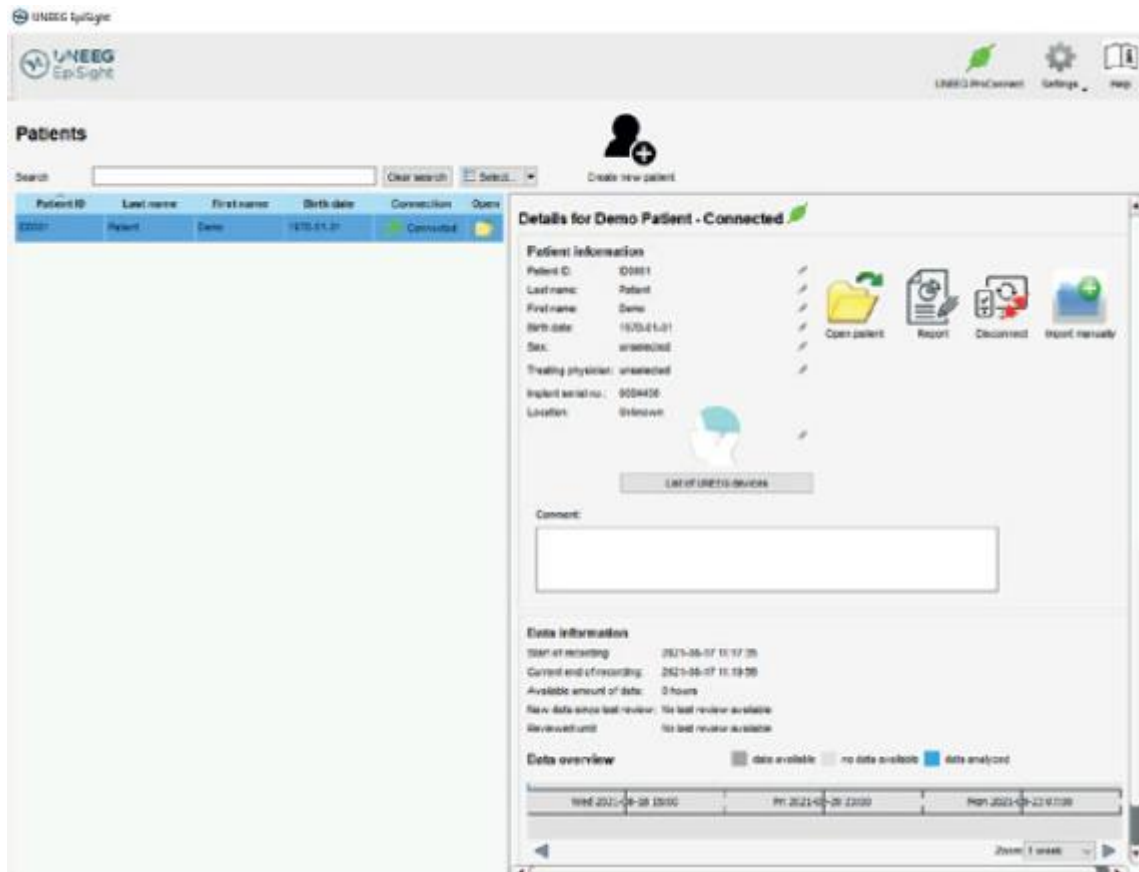 UNEEG EpiSight
UNEEG
EpiSight
UNEEG ProConnect
Settings
Help
Patients
Search
Clear search
Select...
Create new patient
Patient ID Last name First name Birth date Connection Open
ID0001 Patient Demo 1970-01-01 Connected
Details for Demo Patient - Connected
Patient information
Patient ID: ID0001
Last name: Patient
First name: Demo
Birth date: 1970-01-01
Sex: unselected
Treating physician: unselected
Implant serial no.:
Location: Unknown
Open patient
Report
Disconnect
Import manually
List of UNEEG devices
Comment:
Data information
Start of recording
Current end of recording:
Available amount of data: 0 hours
New data since last review: No last review available
Reviewed until No last review available
Data overview
data available no data available data analyzed
Zoom: 1 week